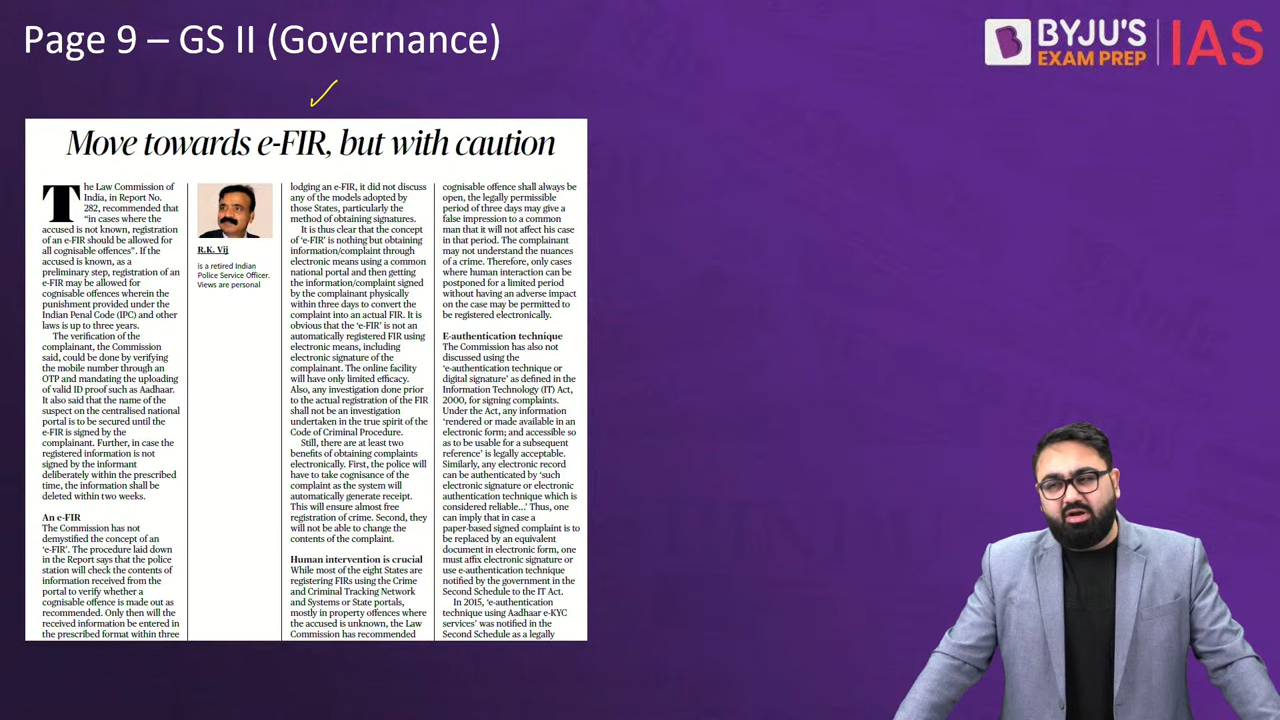 Page 9 – GS II (Governance)
BYJU'S
EXAM PREP
IAS
Move towards e-FIR, but with caution
The Law Commission of
India, in Report No.
282, recommended that
“in cases where the
accused is not known, registration
of an e-FIR should be allowed for
all cognisable offences”. If the
accused is known, as a
preliminary step, registration of an
e-FIR may be allowed for
cognisable offences wherein the
punishment provided under the
Indian Penal Code (IPC) and other
laws is up to three years.
The verification of the
complainant, the Commission
said, could be done by verifying
the mobile number through an
OTP and mandating the uploading
of valid ID proof such as Aadhaar.
It also said that the name of the
suspect on the centralised national
portal is to be secured until the
e-FIR is signed by the
complainant. Further, in case the
registered information is not
signed by the informant
deliberately within the prescribed
time, the information shall be
deleted within two weeks.
An e-FIR
The Commission has not
demystified the concept of an
‘e-FIR’. The procedure laid down
in the Report says that the police
station will check the contents of
information received from the
portal to verify whether a
cognisable offence is made out as
recommended. Only then will the
received information be entered in
the prescribed format within three
R.K. Vij
is a retired Indian
Police Service Officer.
Views are personal
lodging an e-FIR, it did not discuss
any of the models adopted by
those States, particularly the
method of obtaining signatures.
It is thus clear that the concept
of ‘e-FIR’ is nothing but obtaining
information/complaint through
electronic means using a common
national portal and then getting
the information/complaint signed
by the complainant physically
within three days to convert the
complaint into an actual FIR. It is
obvious that the ‘e-FIR’ is not an
automatically registered FIR using
electronic means, including
electronic signature of the
complainant. The online facility
will have only limited efficacy.
Also, any investigation done prior
to the actual registration of the FIR
shall not be an investigation
undertaken in the true spirit of the
Code of Criminal Procedure.
Still, there are at least two
benefits of obtaining complaints
electronically. First, the police will
have to take cognisance of the
complaint as the system will
automatically generate receipt.
This will ensure almost free
registration of crime. Second, they
will not be able to change the
contents of the complaint.
Human intervention is crucial
While most of the eight States are
registering FIRs using the Crime
and Criminal Tracking Network
and Systems or State portals,
mostly in property offences where
the accused is unknown, the Law
Commission has recommended
cognisable offence shall always be
open, the legally permissible
period of three days may give a
false impression to a common
man that it will not affect his case
in that period. The complainant
may not understand the nuances
of a crime. Therefore, only cases
where human interaction can be
postponed for a limited period
without having an adverse impact
on the case may be permitted to
be registered electronically.
E-authentication technique
The Commission has also not
discussed using the
‘e-authentication technique or
digital signature’ as defined in the
Information Technology (IT) Act,
2000, for signing complaints.
Under the Act, any information
‘rendered or made available in an
electronic form; and accessible so
as to be usable for a subsequent
reference’ is legally acceptable.
Similarly, any electronic record
can be authenticated by ‘such
electronic signature or electronic
authentication technique which is
considered reliable...’ Thus, one
can imply that in case a
paper-based signed complaint is to
be replaced by an equivalent
document in electronic form, one
must affix electronic signature or
use e-authentication technique
notified by the government in the
Second Schedule to the IT Act.
In 2015, ‘e-authentication
technique using Aadhaar e-KYC
services’ was notified in the
Second Schedule as a legally